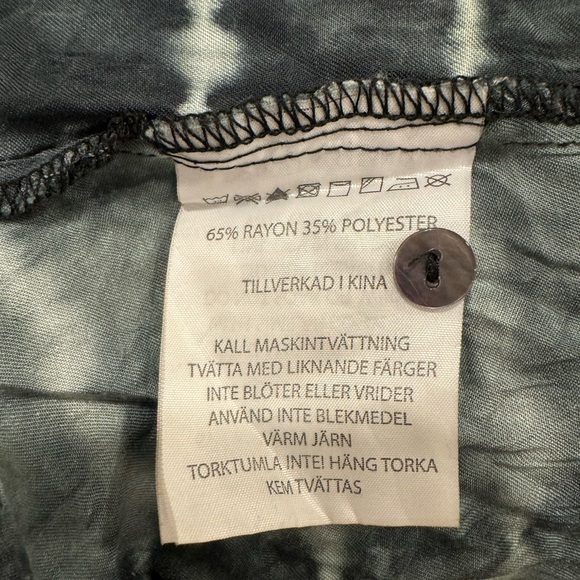 65% RAYON 35% POLYESTER
TILLVERKAD I KINA
KALL MASKINTVÄTTNING
TVÄTTA MED LIKNANDE FÄRGER
INTE BLÖTER ELLER VRIDER
ANVÄND INTE BLEKMEDEL
VÄRM JÄRN
TORKTUMLA INTE! HÄNG TORKA
KEM TVÄTTAS